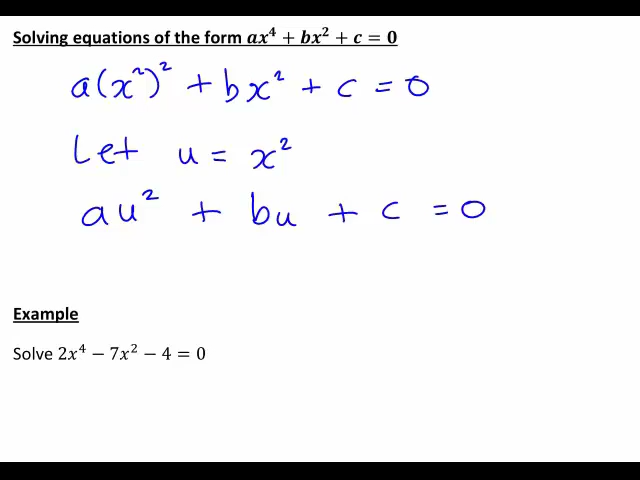 Solving equations of the form ax⁴ + bx² + c = 0
a(x²)² + bx² + c = 0
Let u = x²
au² + bu + c = 0
Example
Solve 2x⁴ − 7x² − 4 = 0